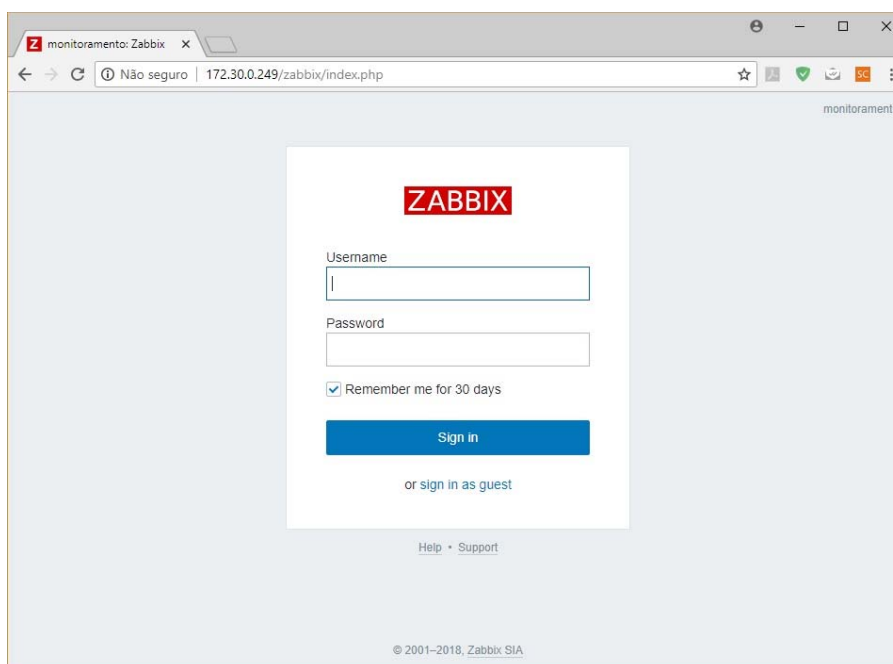 Z monitoramento: Zabbix
Não seguro 172.30.0.249/zabbix/index.php
SC
monitorament
ZABBIX
Username
Password
Remember me for 30 days
Sign in
or sign in as guest
Help • Support
© 2001–2018, Zabbix SIA